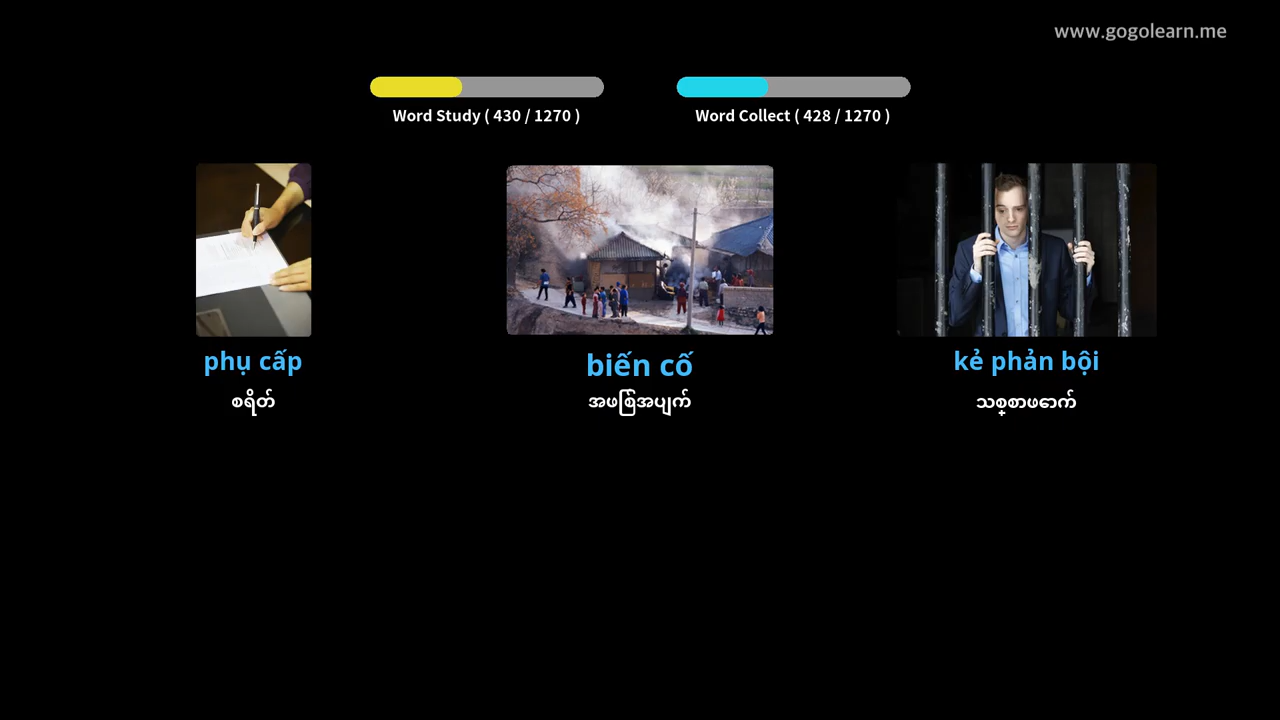 www.gogolearn.me
Word Study ( 430 / 1270 )
Word Collect ( 428 / 1270 )
phụ cấp
biến cố
kẻ phản bội
စရိတ်
အဖစ်ြအပျက်
သစ္စာဖောက်